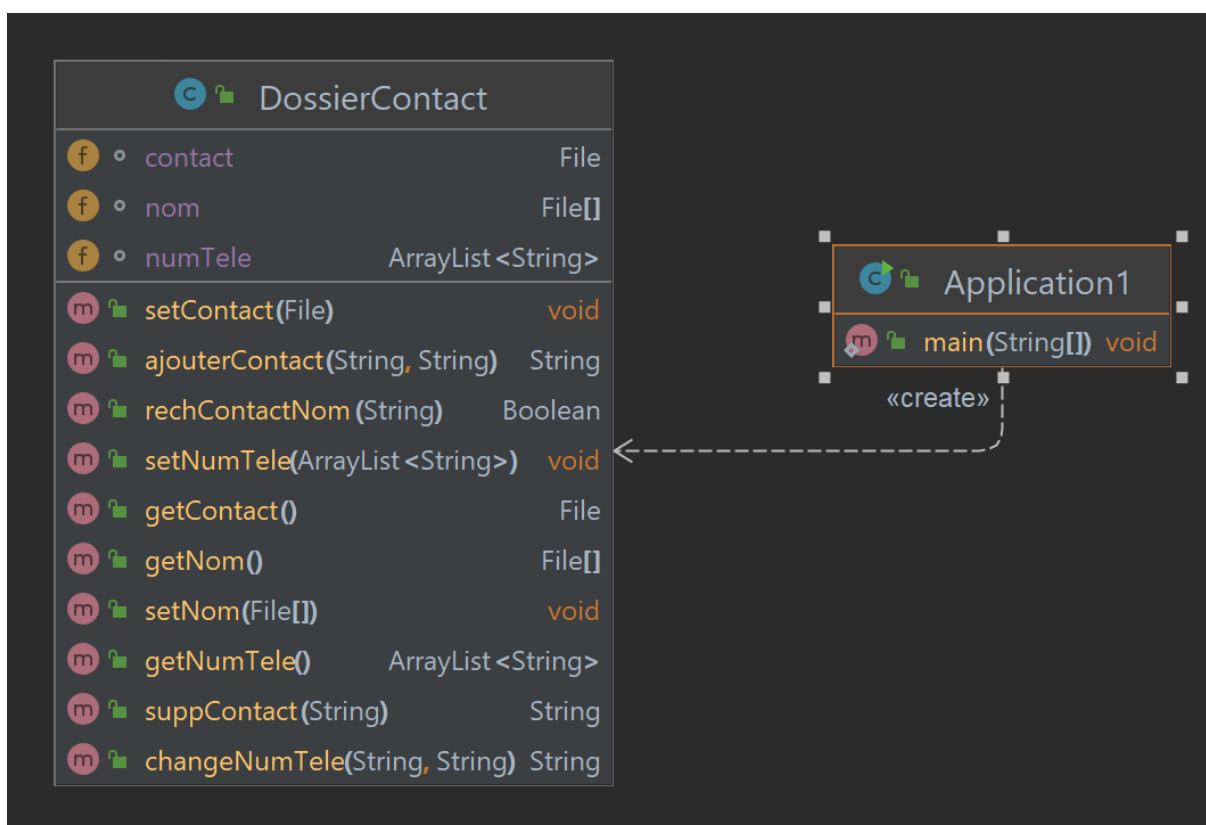 DossierContact
contact File
nom File[]
numTele ArrayList<String>
setContact(File) void
ajouterContact(String, String) String
rechContactNom(String) Boolean
setNumTele(ArrayList<String>) void
getContact() File
getNom() File[]
setNom(File[]) void
getNumTele() ArrayList<String>
suppContact(String) String
changeNumTele(String, String) String
Application1
main(String[]) void
«create»